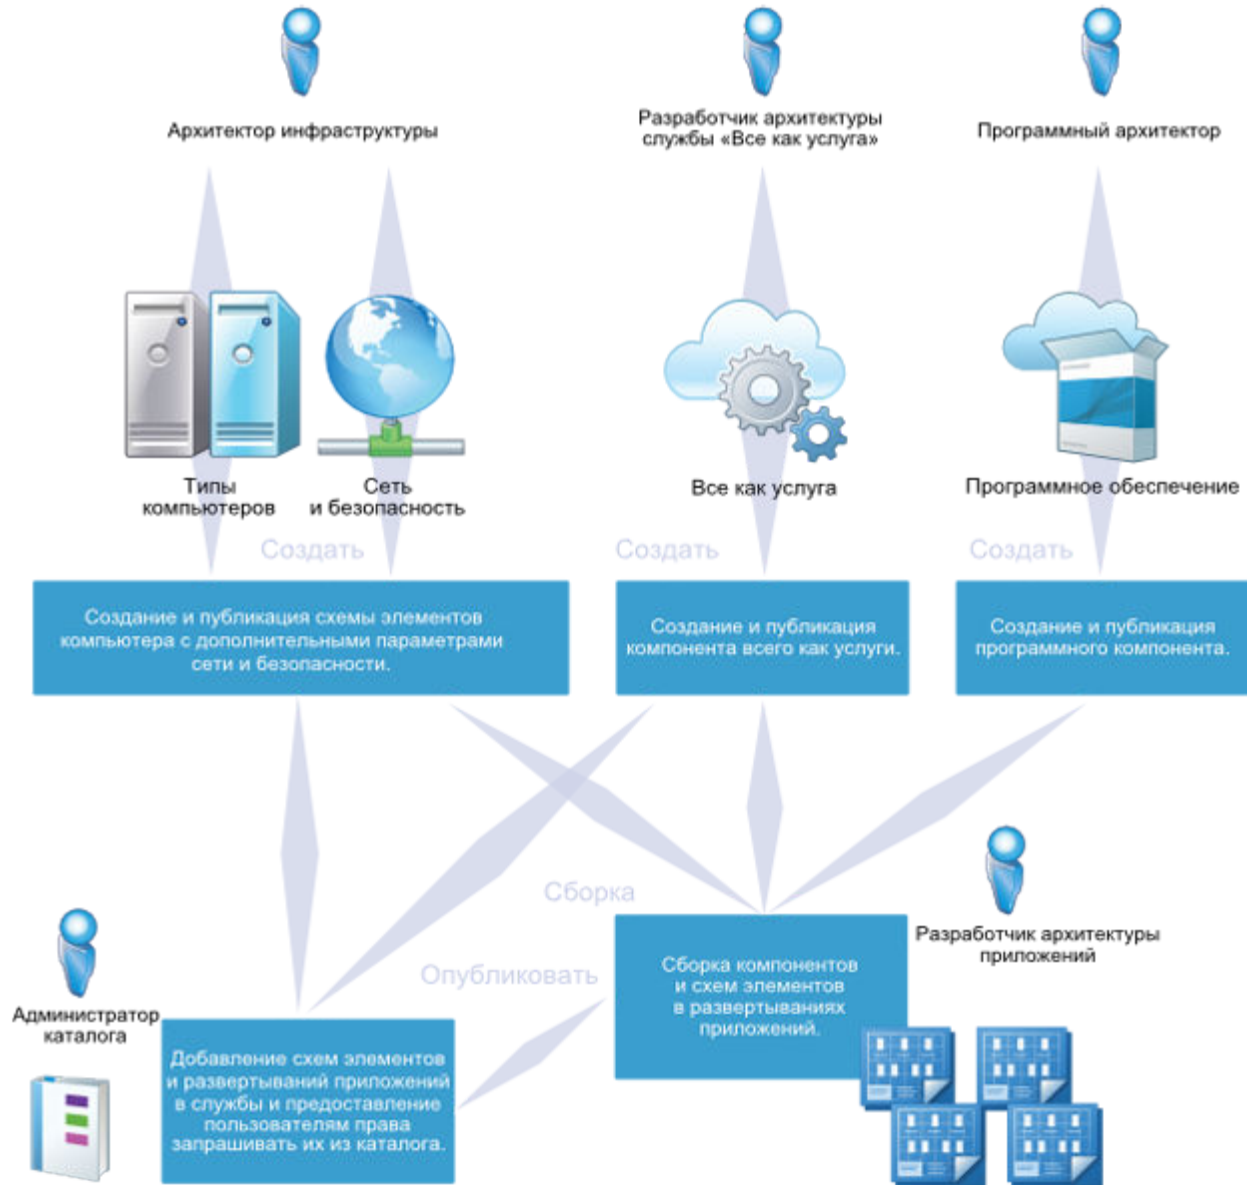 Архитектор инфраструктуры
Разработчик архитектуры
службы «Все как услуга»
Программный архитектор
Типы
компьютеров
Сеть
и безопасность
Все как услуга
Программное обеспечение
Создать
Создать
Создать
Создание и публикация схемы элементов
компьютера с дополнительными параметрами
сети и безопасности.
Создание и публикация
компонента всего как услуги.
Создание и публикация
программного компонента.
Сборка
Опубликовать
Сборка компонентов
и схем элементов
в развертываниях
приложений.
Разработчик архитектуры
приложений
Администратор
каталога
Добавление схем элементов
и развертываний приложений
в службы и предоставление
пользователям права
запрашивать их из каталога.